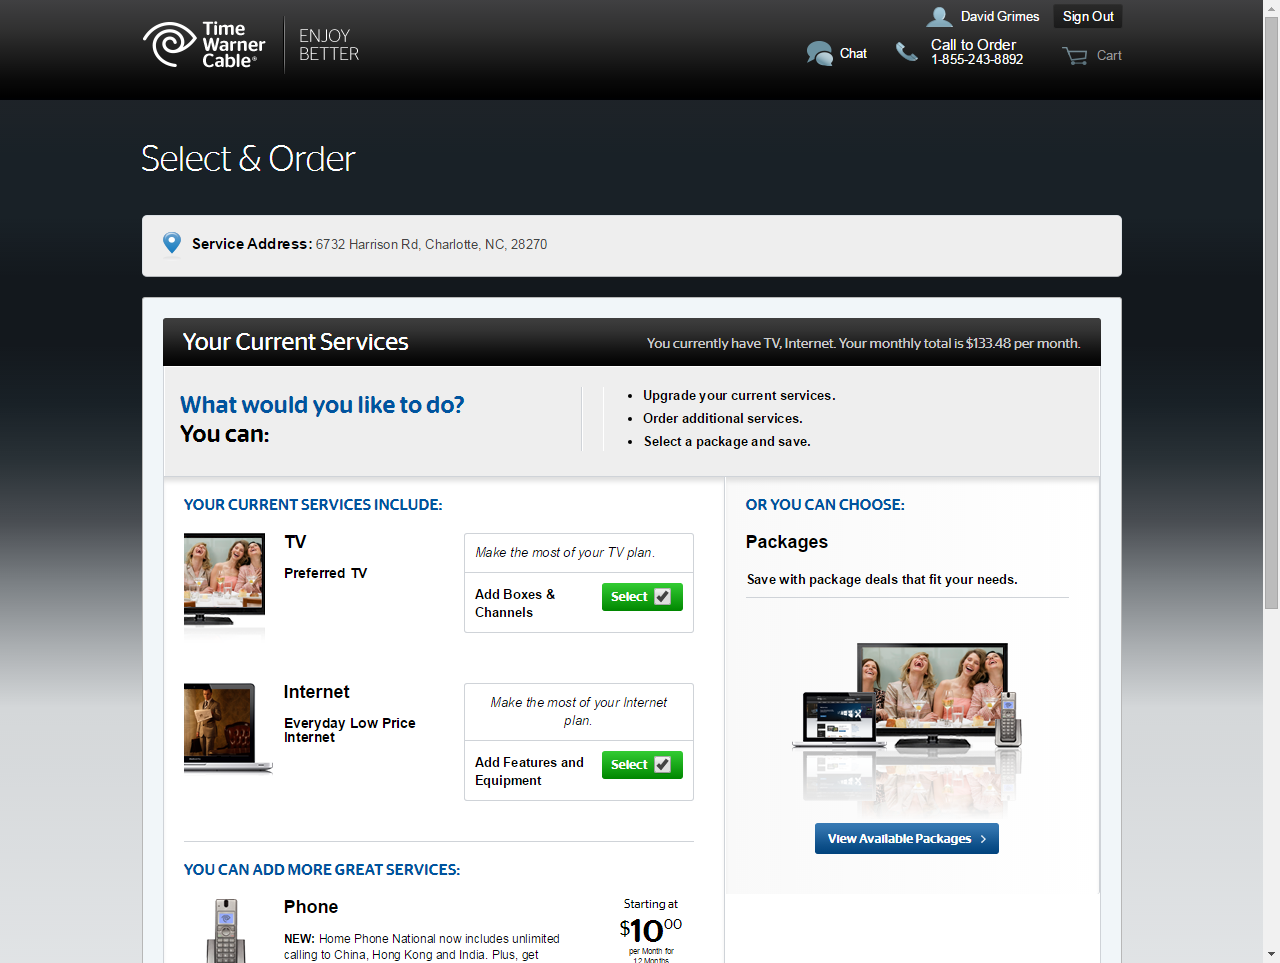 Time
Warner
Cable®
ENJOY
BETTER
David Grimes
Sign Out
Chat
Call to Order
1-855-243-8892
Cart
Select & Order
Service Address: 6732 Harrison Rd, Charlotte, NC, 28270
Your Current Services
You currently have TV, Internet. Your monthly total is $133.48 per month.
What would you like to do?
You can:
• Upgrade your current services.
• Order additional services.
• Select a package and save.
YOUR CURRENT SERVICES INCLUDE:
TV
Preferred TV
Make the most of your TV plan.
Add Boxes &
Channels
Select
Internet
Everyday Low Price
Internet
Make the most of your Internet
plan.
Add Features and
Equipment
Select
YOU CAN ADD MORE GREAT SERVICES:
Phone
NEW: Home Phone National now includes unlimited
calling to China, Hong Kong and India. Plus, get
Starting at
$10.00
per Month for
12 Months
OR YOU CAN CHOOSE:
Packages
Save with package deals that fit your needs.
View Available Packages >